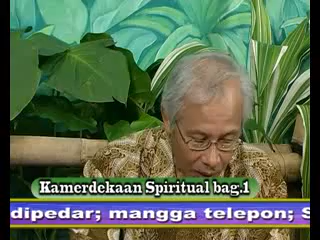 Kamerdekaan Spiritual bag.1
dipedar; mangga telepon; S